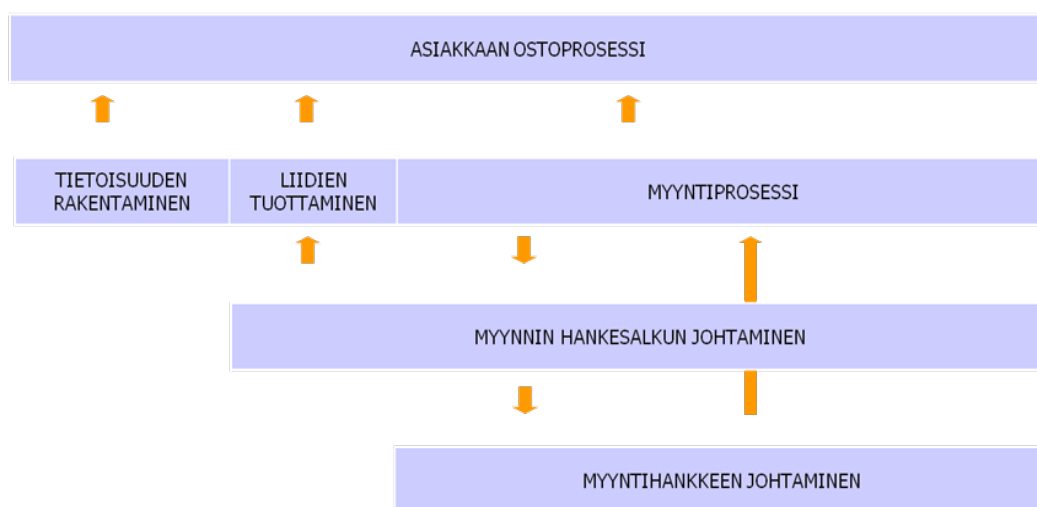 ASIAKKAAN OSTOPROSESSI
TIETOISUUDEN
RAKENTAMINEN
LIIDIEN
TUOTTAMINEN
MYYNTIPROSESSI
MYYNNIN HANKESALKUN JOHTAMINEN
MYYNTIHANKKEEN JOHTAMINEN